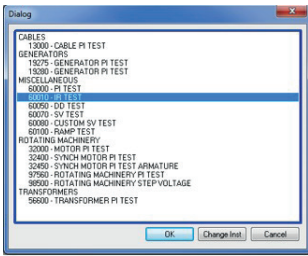 Dialog
CABLES
13000 - CABLE PI TEST
GENERATORS
19275 - GENERATOR PI TEST
19280 - GENERATOR PI TEST
MISCELLANEOUS
60000 - PI TEST
60010 - IR TEST
60050 - DD TEST
60070 - SV TEST
60080 - CUSTOM SV TEST
60100 - RAMP TEST
ROTATING MACHINERY
32000 - MOTOR PI TEST
32400 - SYNCH MOTOR PI TEST
32450 - SYNCH MOTOR PI TEST ARMATURE
97560 - ROTATING MACHINERY PI TEST
98500 - ROTATING MACHINERY STEP VOLTAGE
TRANSFORMERS
56600 - TRANSFORMER PI TEST
OK Change Inst Cancel